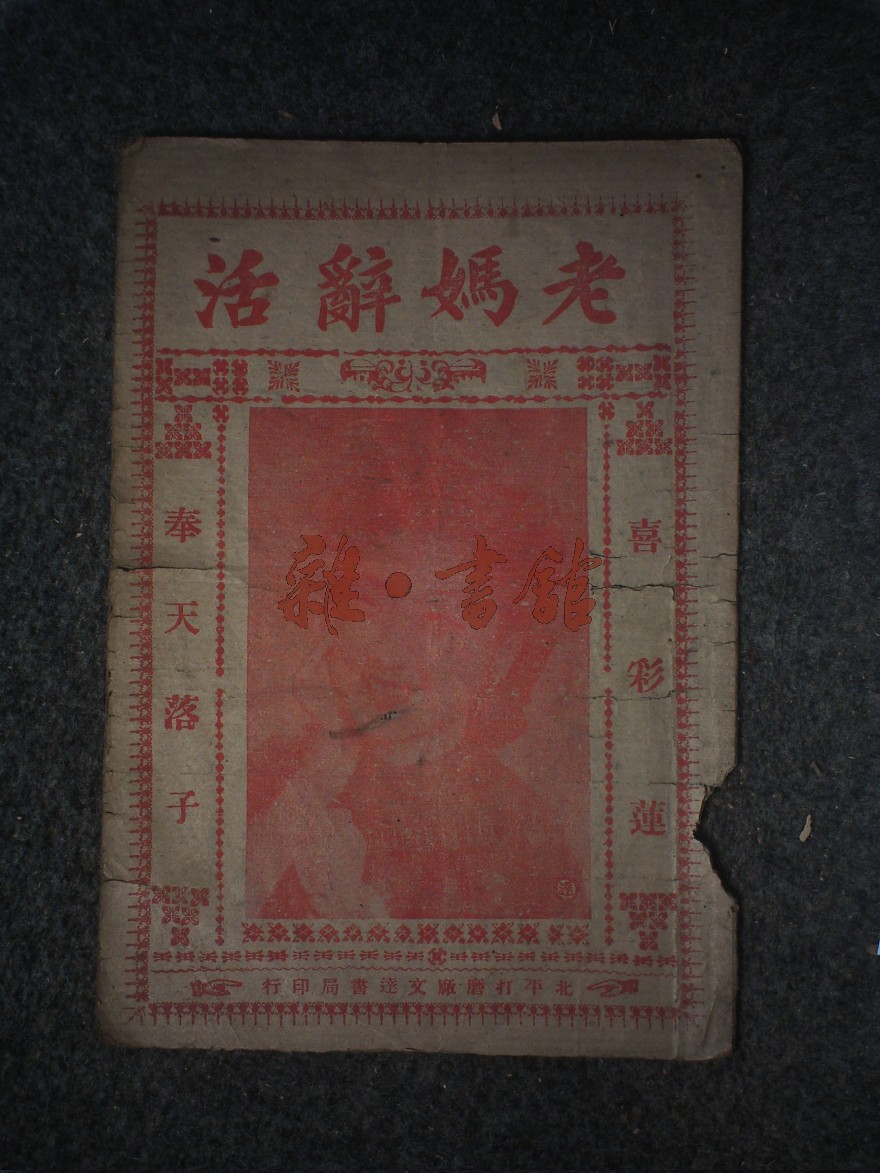 老媽辭活
喜彩蓮
奉天落子
雜·書館
北平打磨廠文達書局印行